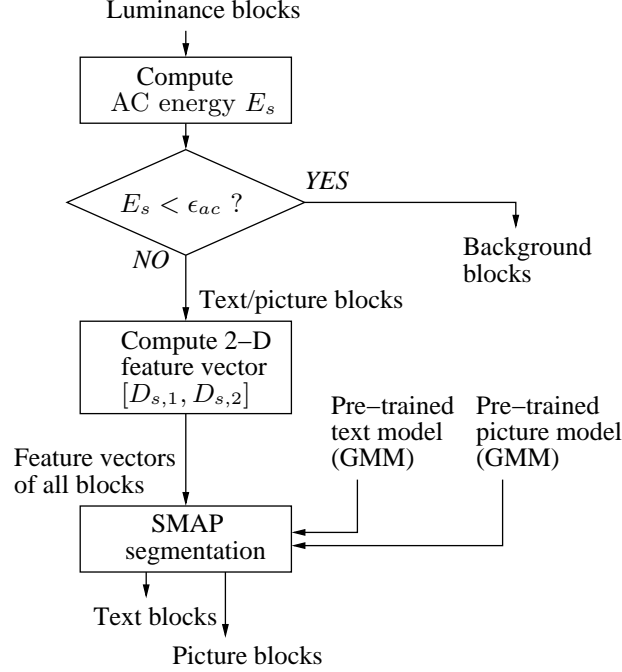 Luminance blocks
Compute
AC energy E_s
E_s < ϵ_ac ?
YES
NO
Background
blocks
Text/picture blocks
Compute 2−D
feature vector
[D_s,1, D_s,2]
Pre−trained
text model
(GMM)
Pre−trained
picture model
(GMM)
Feature vectors
of all blocks
SMAP
segmentation
Text blocks
Picture blocks